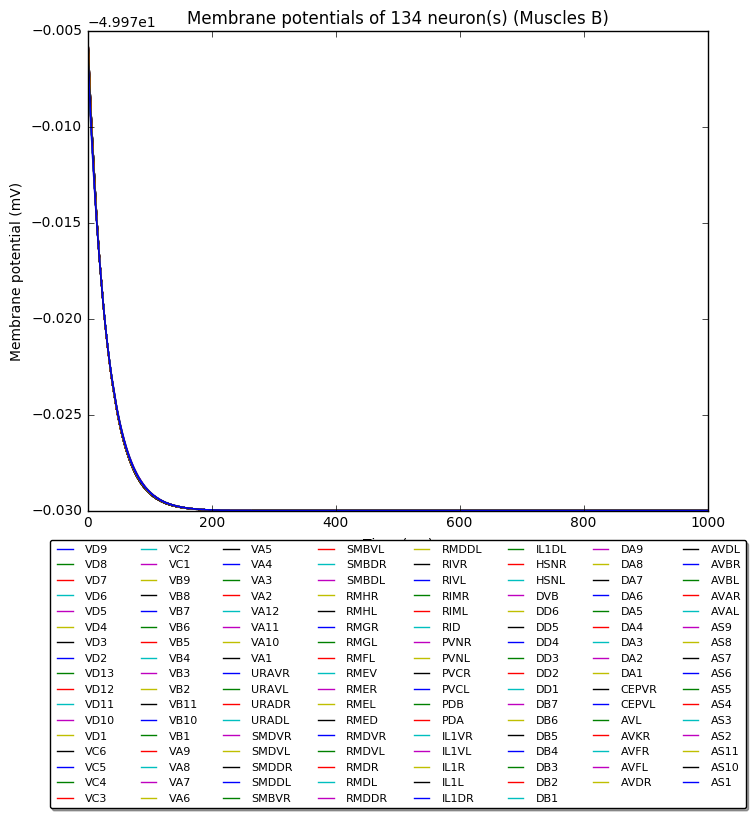 Membrane potentials of 134 neuron(s) (Muscles B)
−4.997e1
−0.005
−0.010
−0.015
−0.020
−0.025
−0.030
Membrane potential (mV)
0 200 400 600 800 1000
VD9 VC2 VA5 SMBVL RMDDL IL1DL DA9 AVDL
VD8 VC1 VA4 SMBDR RIVR HSNR DA8 AVBR
VD7 VB9 VA3 SMBDL RIVL HSNL DA7 AVBL
VD6 VB8 VA2 RMHR RIMR DVB DA6 AVAR
VD5 VB7 VA12 RMHL RIML DD6 DA5 AVAL
VD4 VB6 VA11 RMGR RID DD5 DA4 AS9
VD3 VB5 VA10 RMGL PVNR DD4 DA3 AS8
VD2 VB4 VA1 RMFL PVNL DD3 DA2 AS7
VD13 VB3 URAVR RMEV PVCR DD2 DA1 AS6
VD12 VB2 URAVL RMER PVCL DD1 CEPVR AS5
VD11 VB11 URADR RMEL PDB DB7 CEPVL AS4
VD10 VB10 URADL RMED PDA DB6 AVL AS3
VD1 VB1 SMDVR RMDVR IL1VR DB5 AVKR AS2
VC6 VA9 SMDVL RMDVL IL1VL DB4 AVFR AS11
VC5 VA8 SMDDR RMDR IL1R DB3 AVFL AS10
VC4 VA7 SMDDL RMDL IL1L DB2 AVDR AS1
VC3 VA6 SMBVR RMDDR IL1DR DB1